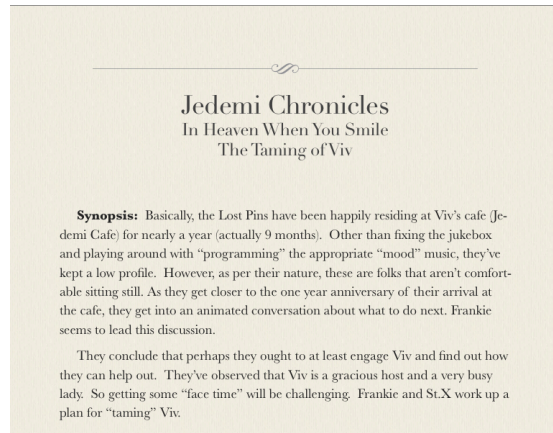 Jedemi Chronicles
In Heaven When You Smile
The Taming of Viv
Synopsis: Basically, the Lost Pins have been happily residing at Viv's cafe (Je-
demi Cafe) for nearly a year (actually 9 months). Other than fixing the jukebox
and playing around with “programming” the appropriate “mood” music, they’ve
kept a low profile. However, as per their nature, these are folks that aren’t comfort-
able sitting still. As they get closer to the one year anniversary of their arrival at
the cafe, they get into an animated conversation about what to do next. Frankie
seems to lead this discussion.
They conclude that perhaps they ought to at least engage Viv and find out how
they can help out. They’ve observed that Viv is a gracious host and a very busy
lady. So getting some “face time” will be challenging. Frankie and St.X work up a
plan for “taming” Viv.